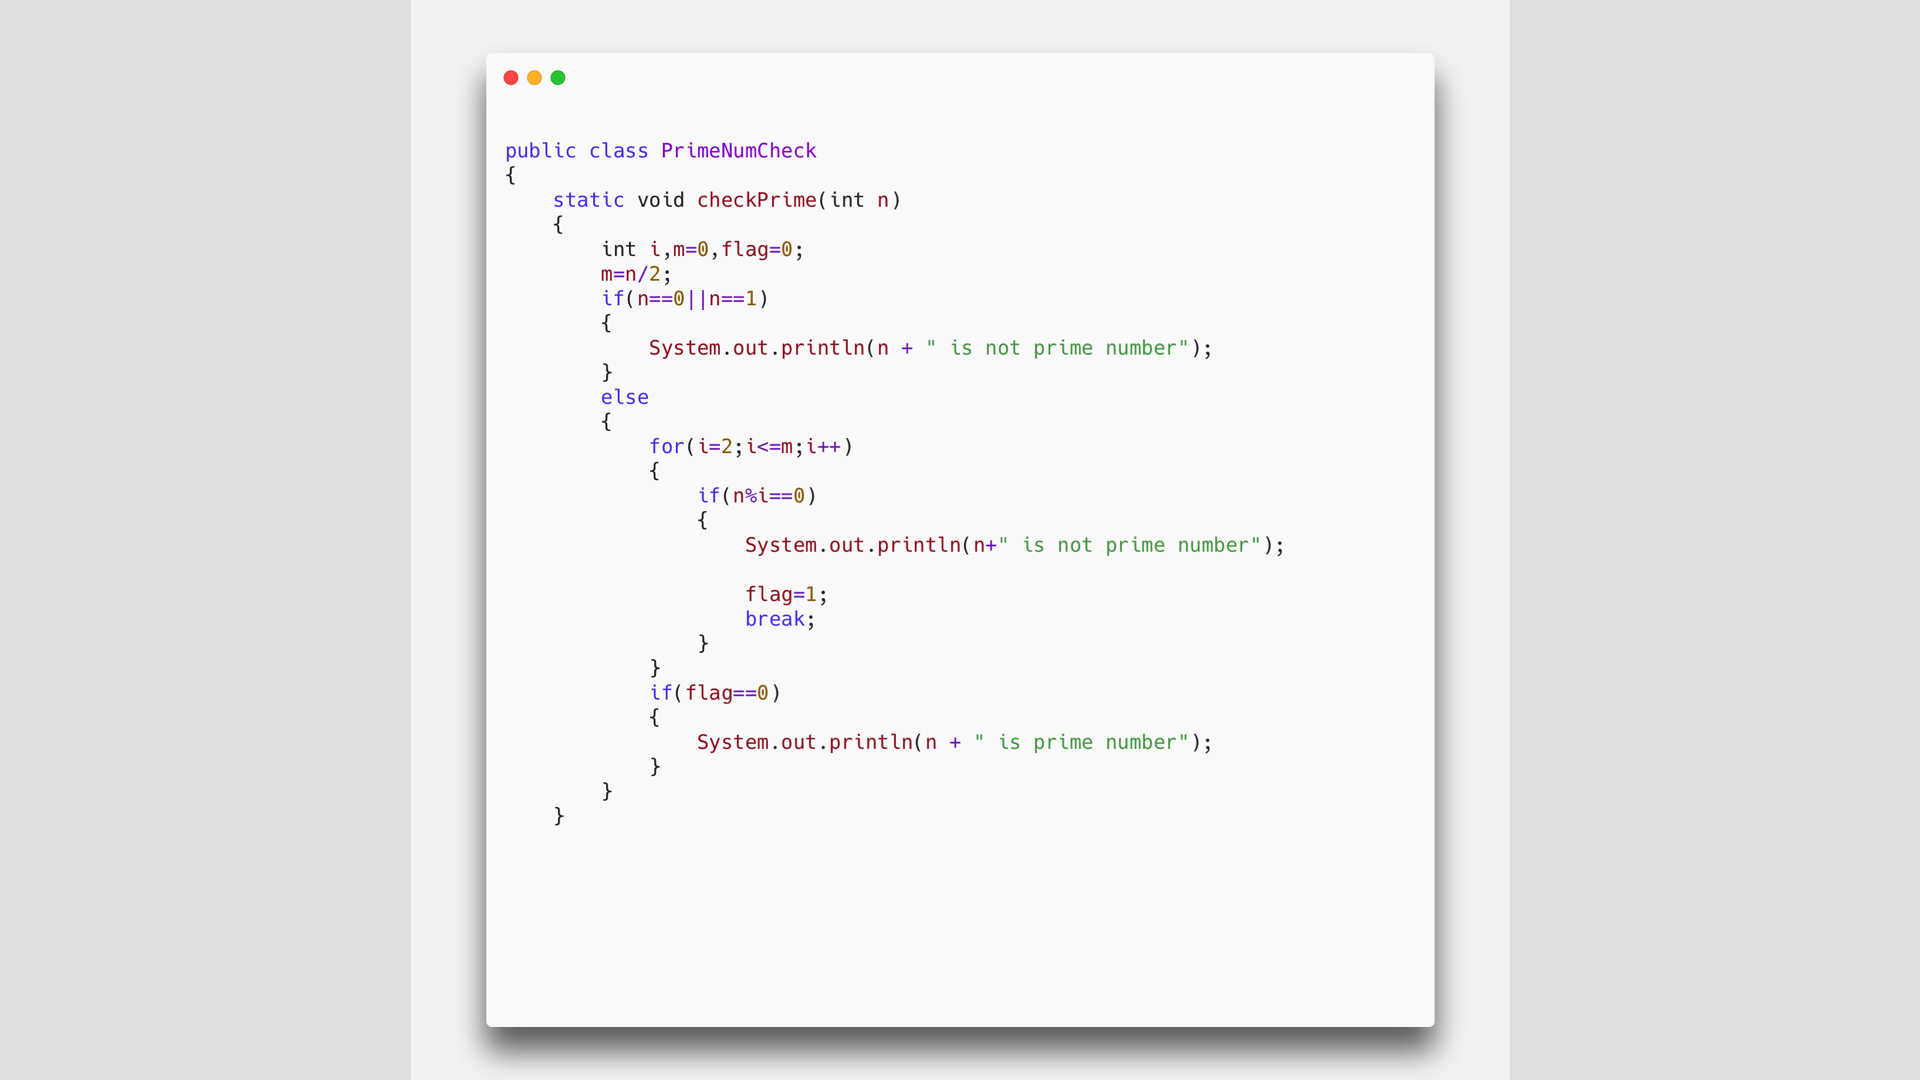 public class PrimeNumCheck
{
    static void checkPrime(int n)
    {
        int i,m=0,flag=0;
        m=n/2;
        if(n==0||n==1)
        {
            System.out.println(n + " is not prime number");
        }
        else
        {
            for(i=2;i<=m;i++)
            {
                if(n%i==0)
                {
                    System.out.println(n+" is not prime number");

                    flag=1;
                    break;
                }
            }
            if(flag==0)
            {
                System.out.println(n + " is prime number");
            }
        }
    }